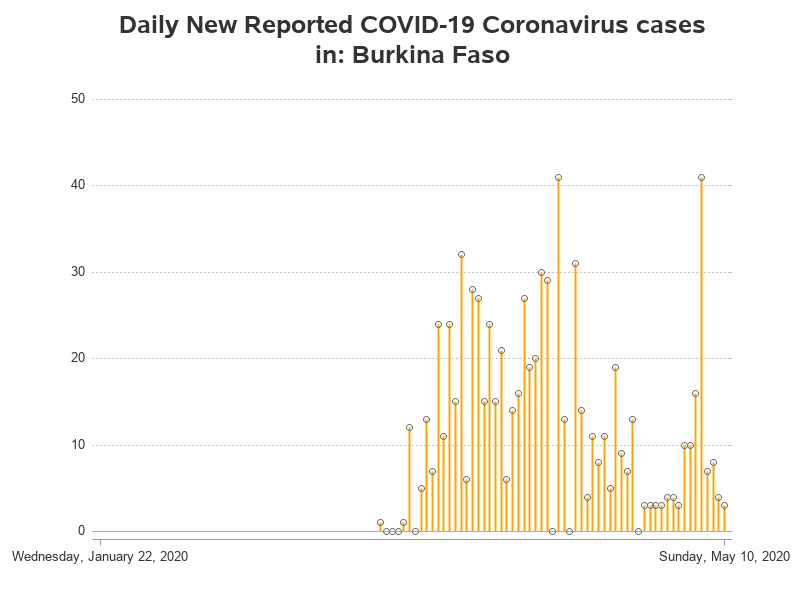 Daily New Reported COVID-19 Coronavirus cases
in: Burkina Faso
50
40
30
20
10
0
Wednesday, January 22, 2020
Sunday, May 10, 2020